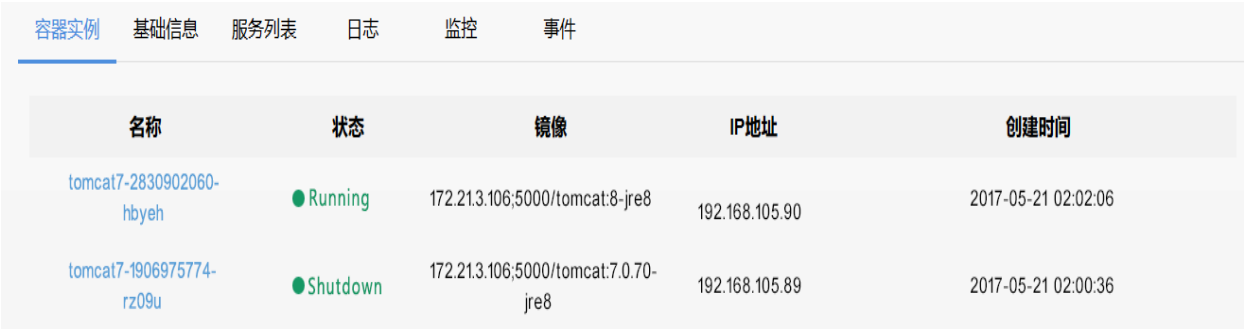 容器实例 基础信息 服务列表 日志 监控 事件
名称 状态 镜像 IP地址 创建时间
tomcat7-2830902060-
hbyeh
Running 172.21.3.106;5000/tomcat:8-jre8 192.168.105.90 2017-05-21 02:02:06
tomcat7-1906975774-
rz09u
Shutdown 172.21.3.106;5000/tomcat:7.0.70-
jre8
192.168.105.89 2017-05-21 02:00:36